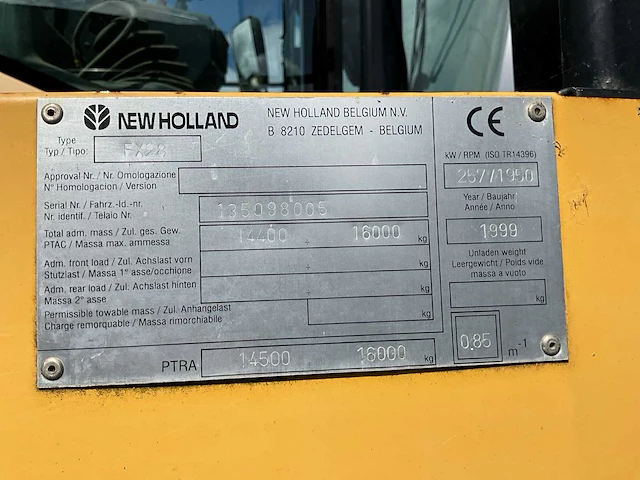 NEW HOLLAND
NEW HOLLAND BELGIUM N.V.
B 8210 ZEDELGEM - BELGIUM
CE
Type
Typ / Tipo:
FX28
Approval Nr./ Nr. Omologazione
N° Homologacion / Version
Serial Nr./ Fahrz.-Id.-nr.
Nr. identif./ Telaio Nr.
135098005
Total adm. mass / Zul. ges. Gew.
PTAC / Massa max. ammessa
14400 - 16000 kg
Adm. front load / Zul. Achslast vorn
Stutzlast / Massa 1° asse/occhione
- kg
Adm. rear load / Zul. Achslast hinten
Massa 2° asse
- kg
Permissible towable mass / Zul. Anhangelast
Charge remorquable / Massa rimorchiabile
kg
PTRA
14500 16000 kg
kW / RPM (ISO TR14396)
257/1950
Year / Baujahr
Année / Anno
1999
Unladen weight
Leergewicht / Poids vide
massa a vuoto
kg
0,85 m-1